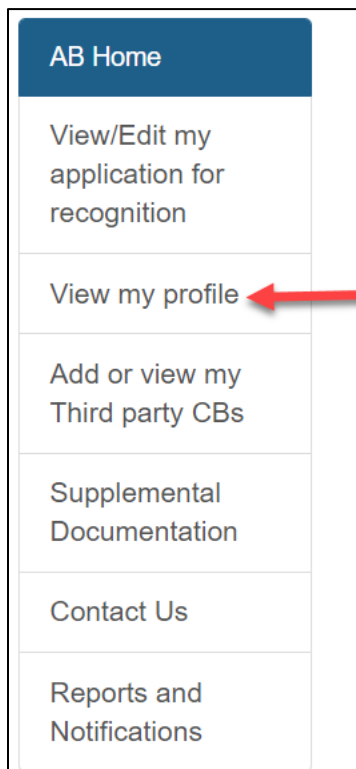 AB Home
View/Edit my
application for
recognition
View my profile
Add or view my
Third party CBs
Supplemental
Documentation
Contact Us
Reports and
Notifications